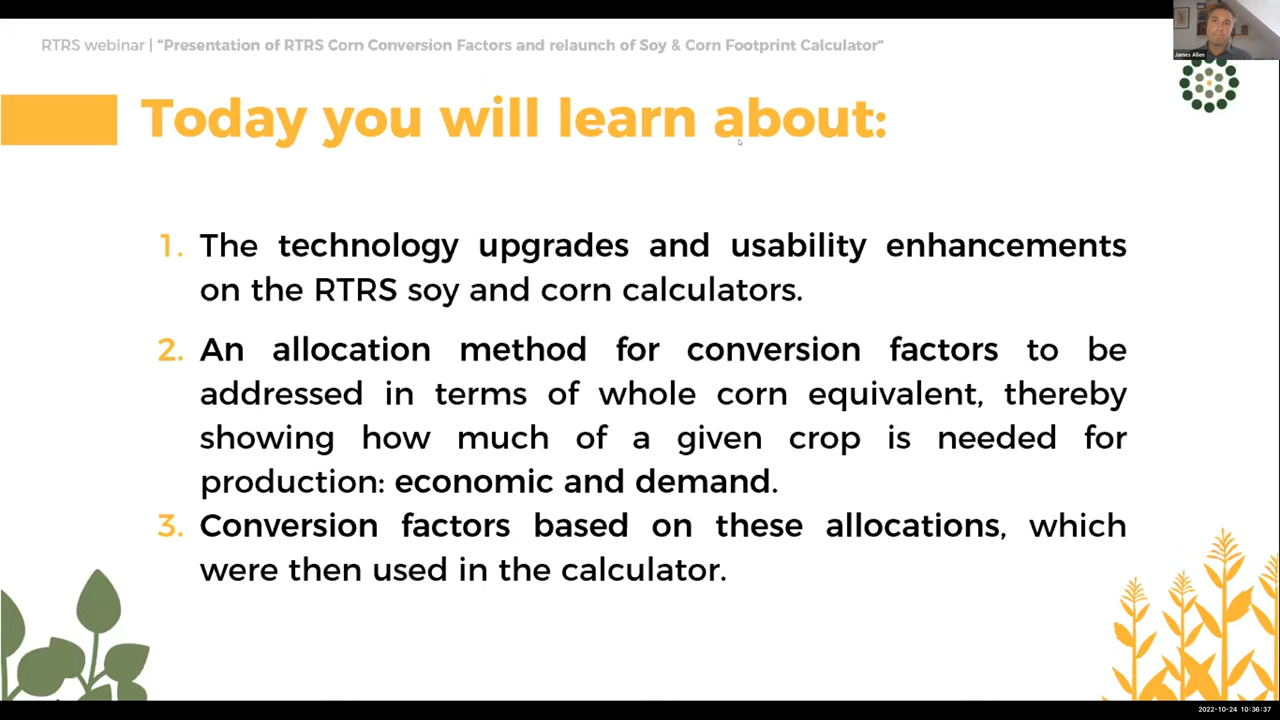 RTRS webinar | “Presentation of RTRS Corn Conversion Factors and relaunch of Soy & Corn Footprint Calculator”
James Allen
Today you will learn about:
1. The technology upgrades and usability enhancements
on the RTRS soy and corn calculators.
2. An allocation method for conversion factors to be
addressed in terms of whole corn equivalent, thereby
showing how much of a given crop is needed for
production: economic and demand.
3. Conversion factors based on these allocations, which
were then used in the calculator.
2022-10-24 10:36:37